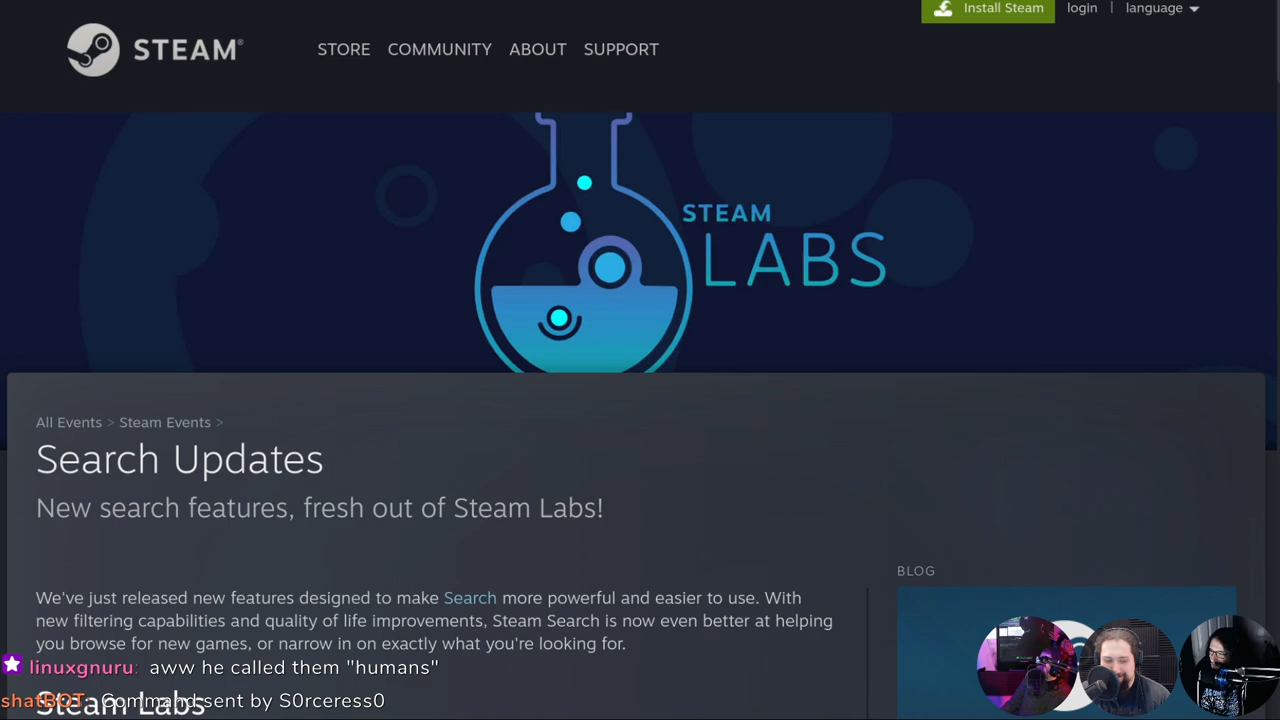 Install Steam
login | language
STEAM®
STORE COMMUNITY ABOUT SUPPORT
STEAM
LABS
All Events > Steam Events >
Search Updates
New search features, fresh out of Steam Labs!
BLOG
We've just released new features designed to make Search more powerful and easier to use. With
new filtering capabilities and quality of life improvements, Steam Search is now even better at helping
you browse for new games, or narrow in on exactly what you're looking for.
linuxgnuru: aww he called them "humans"
Steam Labs
shatBOT: Command sent by S0rceress0